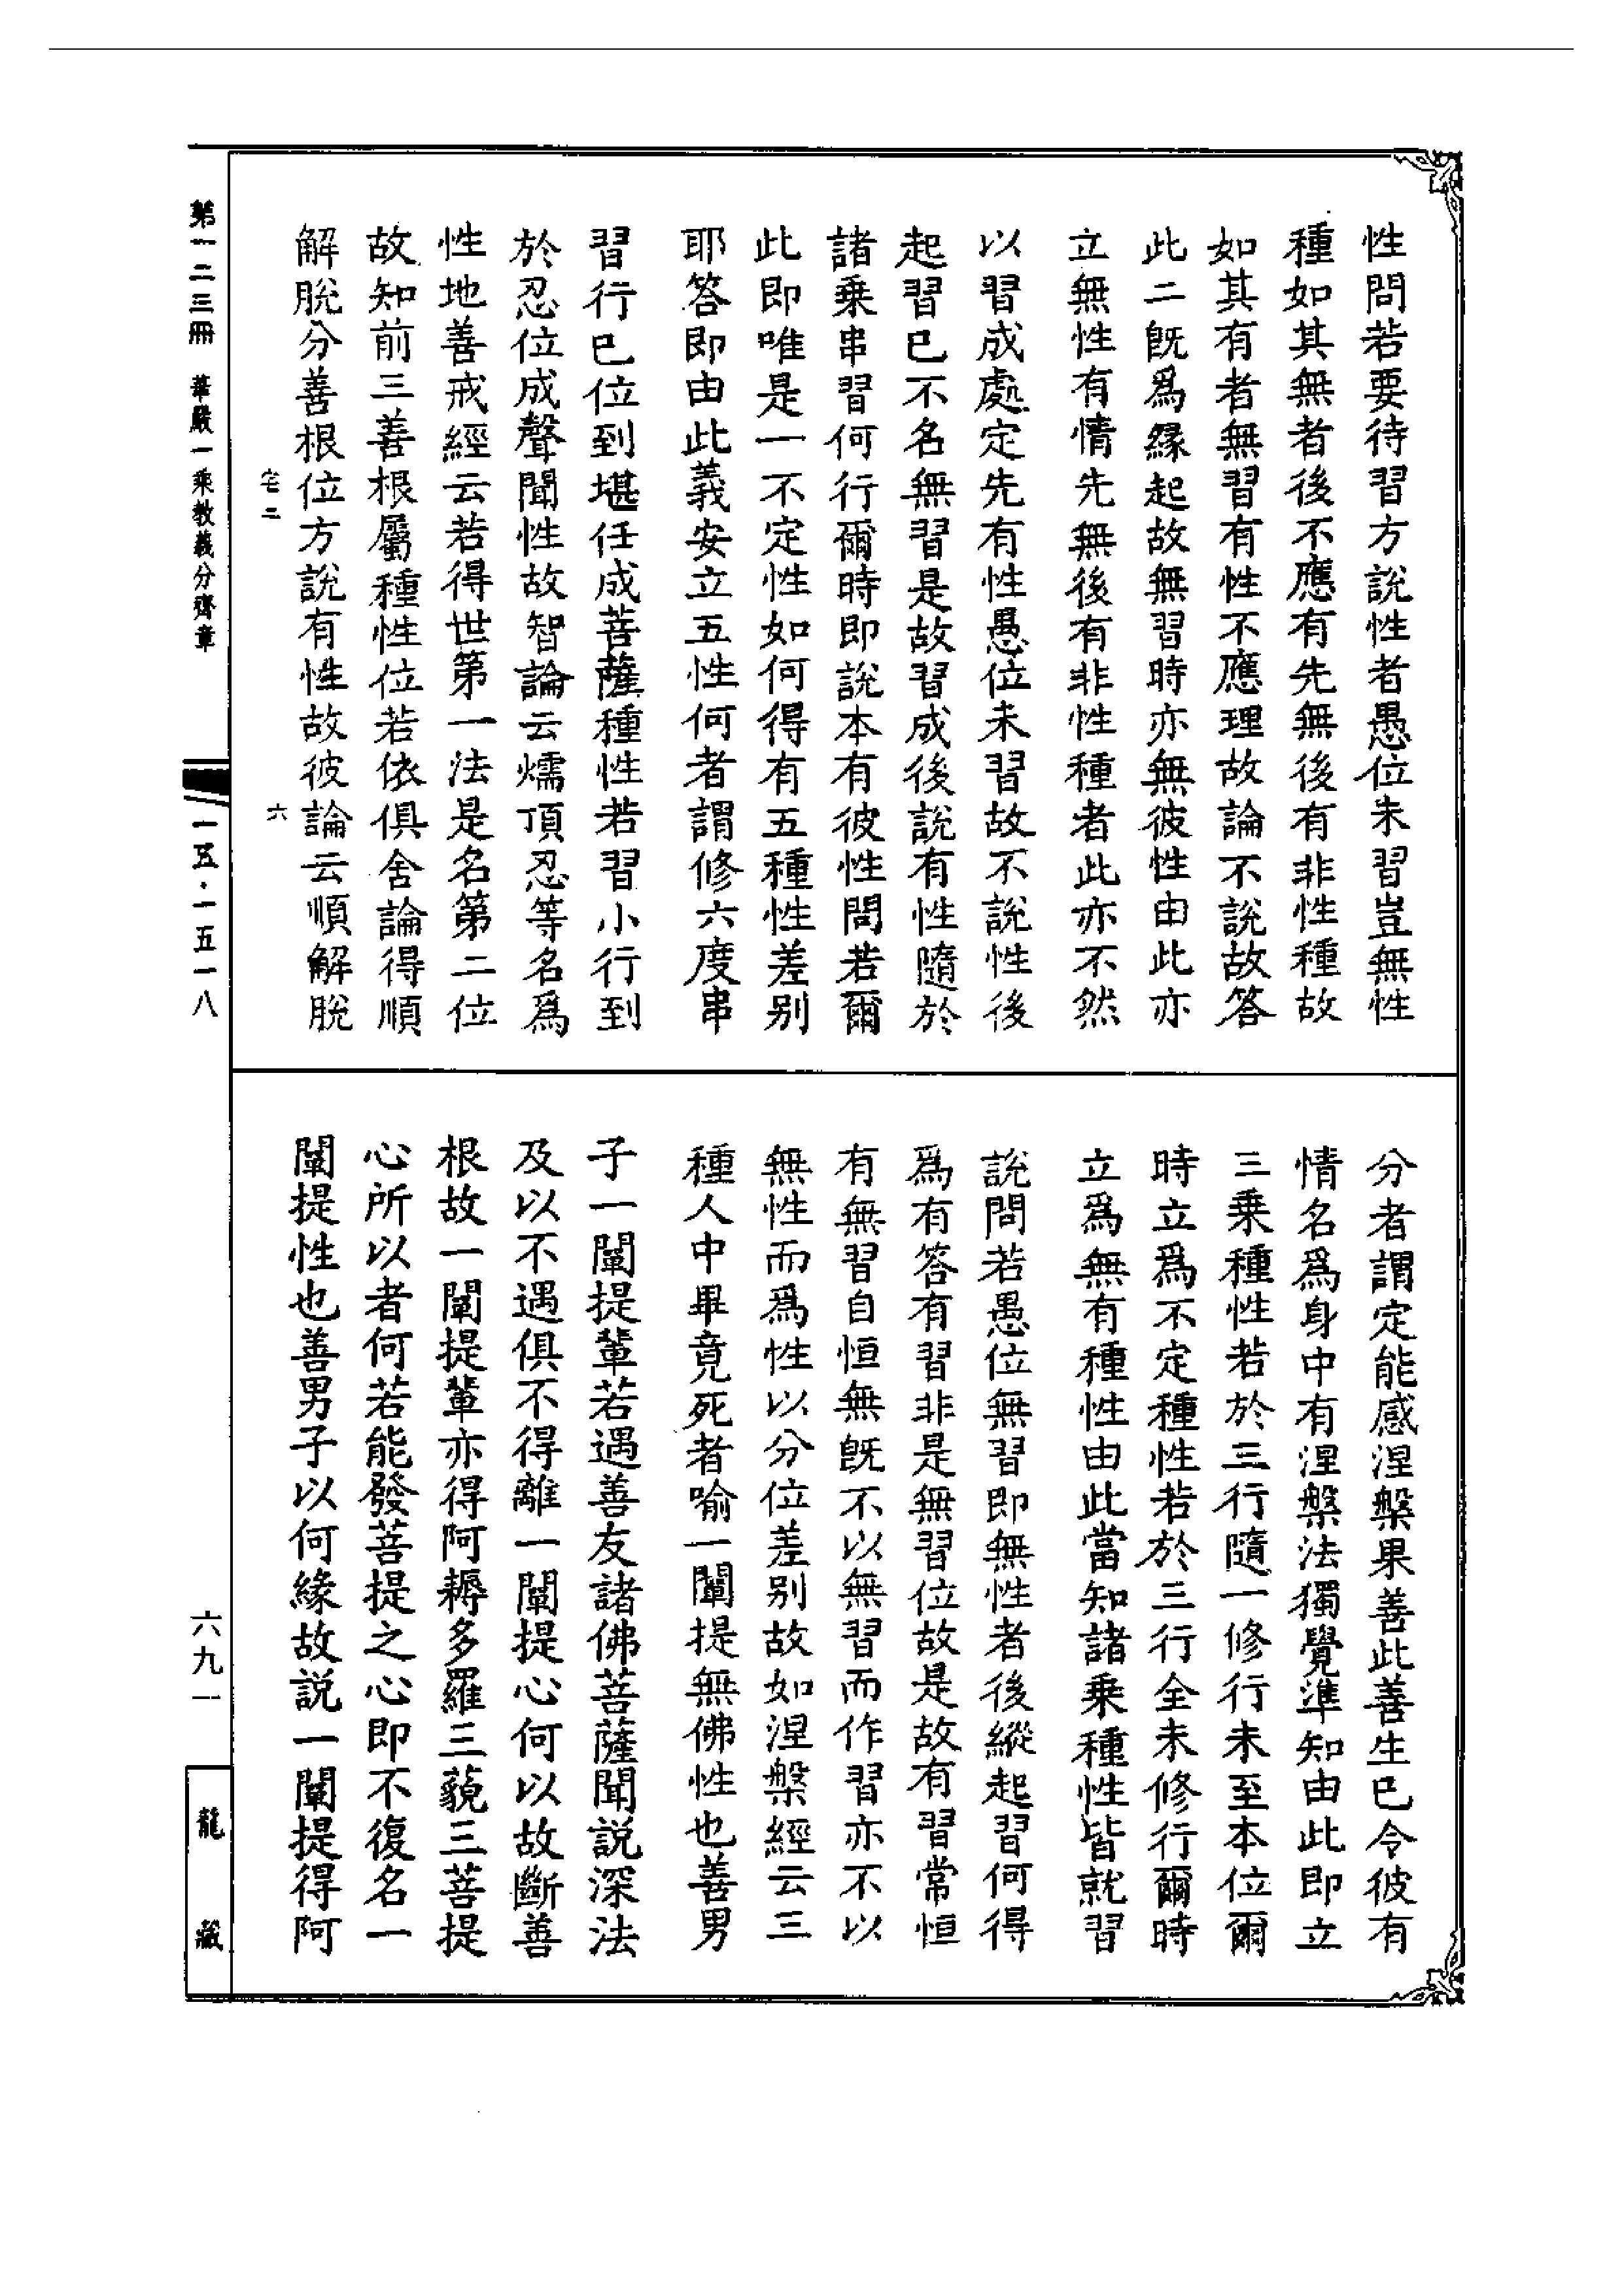 性問若要待習方說性者愚位未習豈無性
種如其無者後不應有先無後有非性種故
如其有者無習有性不應理故論不說故答
此二旣爲緣起故無習時亦無彼性由此亦
立無性有情先無後有非性種者此亦不然
以習成處定先有性愚位未習故不說性後
起習已不名無習是故習成後說有性隨於
諸乗串習何行爾時即說本有彼性問若爾
此即唯是一不定性如何得有五種性差别
耶答即由此義安立五性何者謂修六度串
習行已位到堪任成菩薩種性若習小行到
於忍位成聲聞性故智論云煗頂忍等名爲
性地善戒經云若得世第一法是名第二位
故知前三善根屬種性位若依俱舍論得順
解脫分善根位方說有性故彼論云順解脫
宅二
六
分者謂定能感涅槃果善此善生已令彼有
情名爲身中有涅槃法獨覺準知由此即立
三乗種性若於三行隨一修行未至本位爾
時立爲不定種性若於三行全未修行爾時
立爲無有種性由此當知諸乗種性皆就習
說問若愚位無習即無性者後縱起習何得
爲有答有習非是無習位故是故有習常恒
有無習自恒無旣不以無習而作習亦不以
無性而爲性以分位差别故如涅槃經云三
種人中畢竟死者喻一闡提無佛性也善男
子一闡提輩若遇善友諸佛菩薩聞説深法
及以不遇俱不得離一闡提心何以故斷善
根故一闡提輩亦得阿耨多羅三藐三菩提
心所以者何若能發菩提之心即不復名一
闡提性也善男子以何緣故説一闡提得阿
第一二三冊 華嚴一乘教義分齊章
一五·一五一八
六九一
龍藏